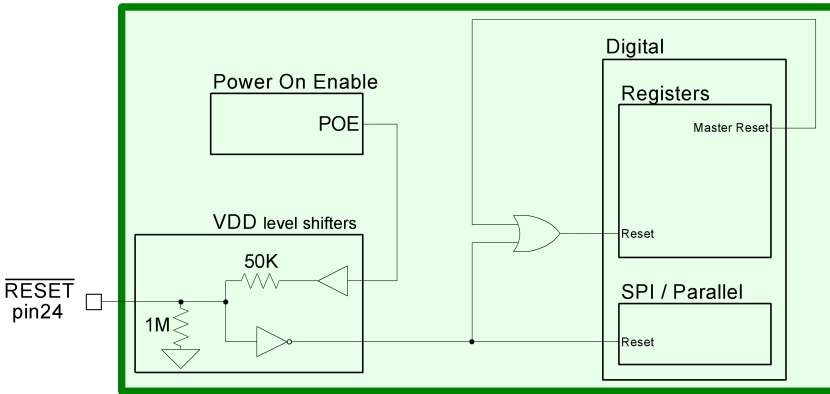 Digital
Power On Enable
POE
Registers
Master Reset
Reset
VDD level shifters
50K
1M
RESET
pin24
SPI / Parallel
Reset